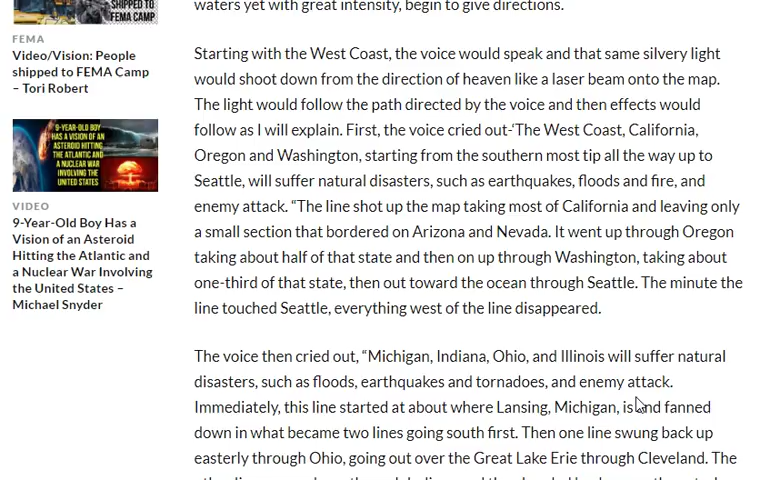 SHIPPED TO
FEMA CAMP
FEMA
Video/Vision: People
shipped to FEMA Camp
– Tori Robert
9-YEAR-OLD BOY
HAS A VISION OF AN
ASTEROID HITTING
THE ATLANTIC AND
A NUCLEAR WAR
INVOLVING THE
UNITED STATES
VIDEO
9-Year-Old Boy Has a
Vision of an Asteroid
Hitting the Atlantic and
a Nuclear War Involving
the United States –
Michael Snyder
waters yet with great intensity, begin to give directions.
Starting with the West Coast, the voice would speak and that same silvery light
would shoot down from the direction of heaven like a laser beam onto the map.
The light would follow the path directed by the voice and then effects would
follow as I will explain. First, the voice cried out-‘The West Coast, California,
Oregon and Washington, starting from the southern most tip all the way up to
Seattle, will suffer natural disasters, such as earthquakes, floods and fire, and
enemy attack. “The line shot up the map taking most of California and leaving only
a small section that bordered on Arizona and Nevada. It went up through Oregon
taking about half of that state and then on up through Washington, taking about
one-third of that state, then out toward the ocean through Seattle. The minute the
line touched Seattle, everything west of the line disappeared.
The voice then cried out, “Michigan, Indiana, Ohio, and Illinois will suffer natural
disasters, such as floods, earthquakes and tornadoes, and enemy attack.
Immediately, this line started at about where Lansing, Michigan, is and fanned
down in what became two lines going south first. Then one line swung back up
easterly through Ohio, going out over the Great Lake Erie through Cleveland. The